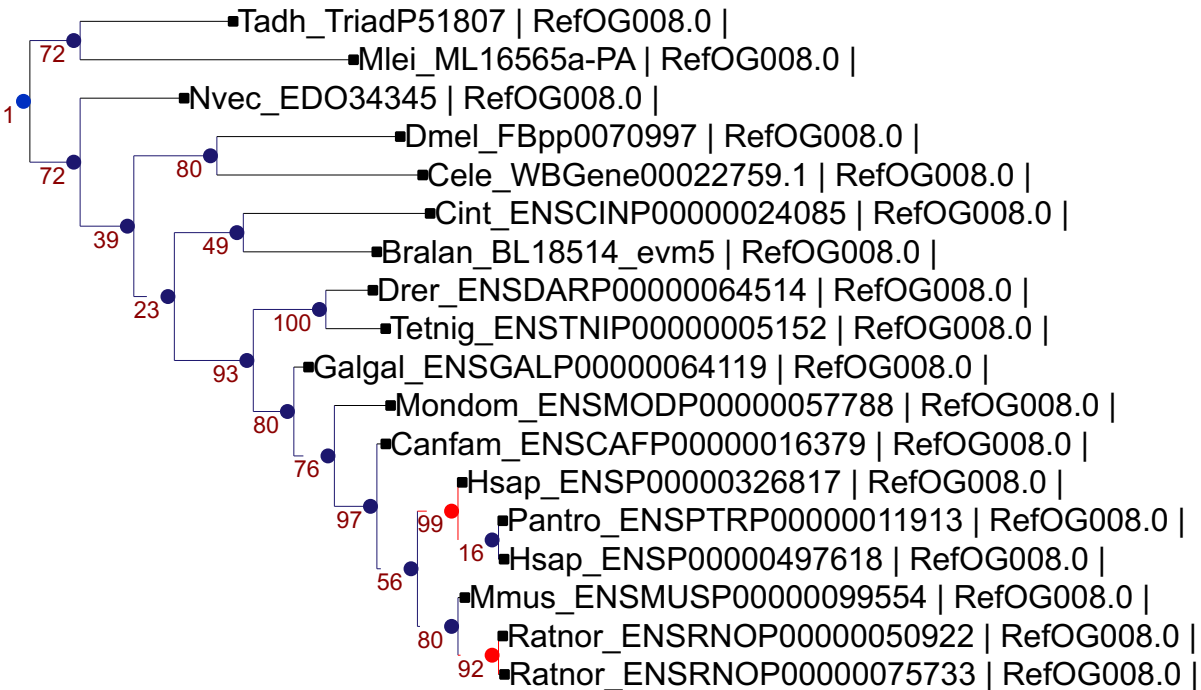 Tadh_TriadP51807 | RefOG008.0 |
72
Mlei_ML16565a-PA | RefOG008.0 |
Nvec_EDO34345 | RefOG008.0 |
1
Dmel_FBpp0070997 | RefOG008.0 |
80
72
Cele_WBGene00022759.1 | RefOG008.0 |
Cint_ENSCINP00000024085 | RefOG008.0 |
39
49
Bralan_BL18514_evm5 | RefOG008.0 |
Drer_ENSDARP00000064514 | RefOG008.0 |
23
100
Tetnig_ENSTNIP00000005152 | RefOG008.0 |
Galgal_ENSGALP00000064119 | RefOG008.0 |
93
Mondom_ENSMODP00000057788 | RefOG008.0 |
80
Canfam_ENSCAFP00000016379 | RefOG008.0 |
76
Hsap_ENSP00000326817 | RefOG008.0 |
97
99
Pantro_ENSPTRP00000011913 | RefOG008.0 |
16
Hsap_ENSP00000497618 | RefOG008.0 |
56
Mmus_ENSMUSP00000099554 | RefOG008.0 |
80
Ratnor_ENSRNOP00000050922 | RefOG008.0 |
92
Ratnor_ENSRNOP00000075733 | RefOG008.0 |